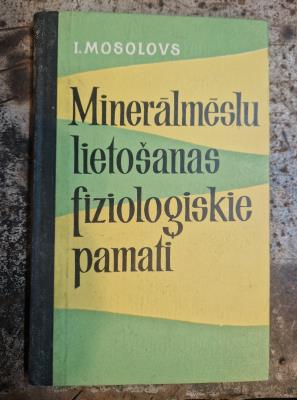 I.MOSOLOVS
Minerālmēslu
lietošanas
fizioloģiskie
pamati